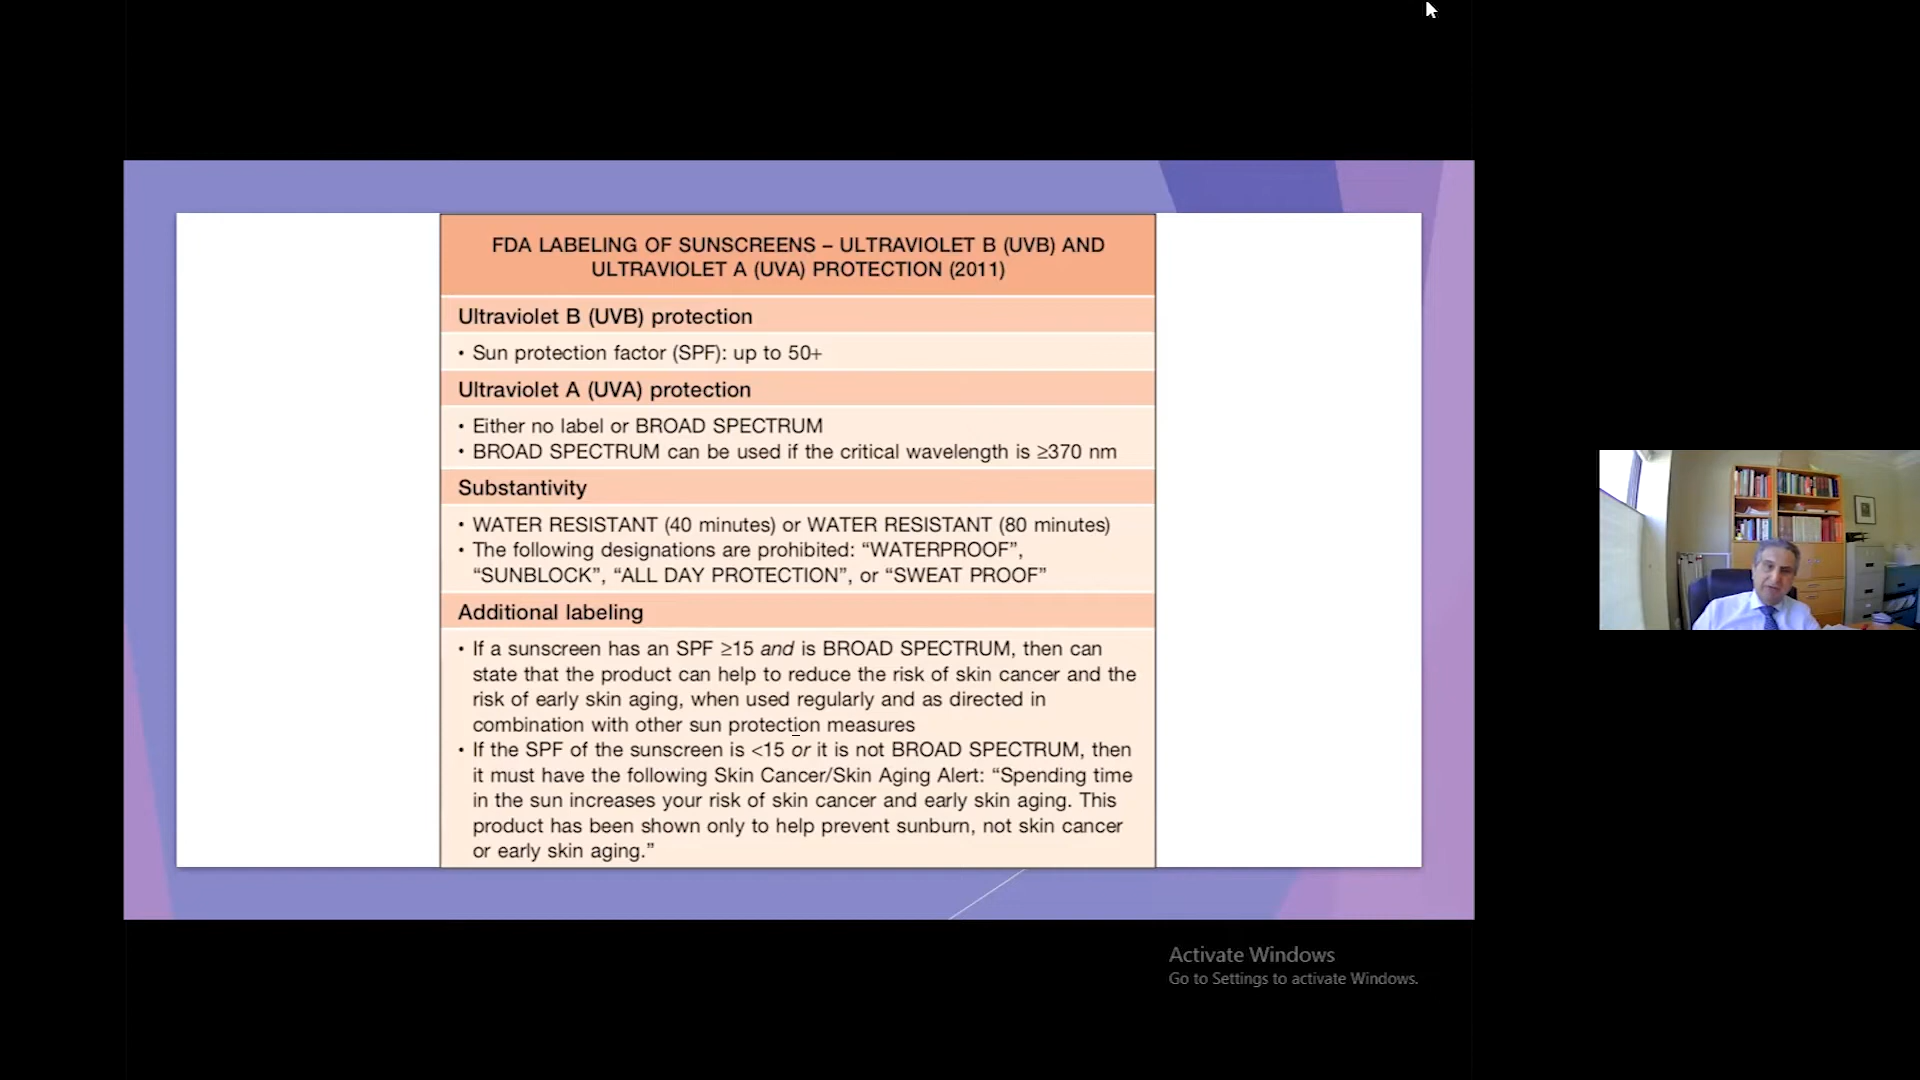 FDA LABELING OF SUNSCREENS – ULTRAVIOLET B (UVB) AND
ULTRAVIOLET A (UVA) PROTECTION (2011)
Ultraviolet B (UVB) protection
• Sun protection factor (SPF): up to 50+
Ultraviolet A (UVA) protection
• Either no label or BROAD SPECTRUM
• BROAD SPECTRUM can be used if the critical wavelength is ≥370 nm
Substantivity
• WATER RESISTANT (40 minutes) or WATER RESISTANT (80 minutes)
• The following designations are prohibited: “WATERPROOF”,
“SUNBLOCK”, “ALL DAY PROTECTION”, or “SWEAT PROOF”
Additional labeling
• If a sunscreen has an SPF ≥15 and is BROAD SPECTRUM, then can
state that the product can help to reduce the risk of skin cancer and the
risk of early skin aging, when used regularly and as directed in
combination with other sun protection measures
• If the SPF of the sunscreen is <15 or it is not BROAD SPECTRUM, then
it must have the following Skin Cancer/Skin Aging Alert: “Spending time
in the sun increases your risk of skin cancer and early skin aging. This
product has been shown only to help prevent sunburn, not skin cancer
or early skin aging.”
Activate Windows
Go to Settings to activate Windows.